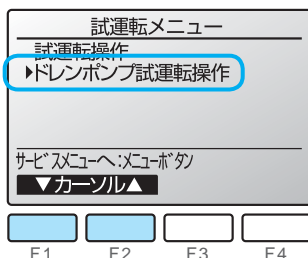 試運転メニュー
試運転操作
▶ドレンポンプ試運転操作
サービスメニューへ:メニューボタン
▼カーソル▲
F1 F2 F3 F4